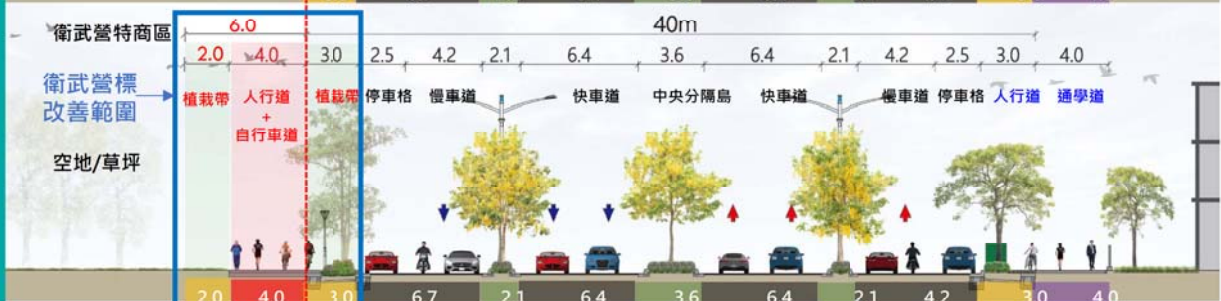 衛武營特商區 6.0 40m
2.0 4.0 3.0 2.5 4.2 2.1 6.4 3.6 6.4 2.1 4.2 2.5 3.0 4.0
衛武營標
改善範圍
植栽帶 人行道
+
自行車道 植栽帶 停車格 慢車道 快車道 中央分隔島 快車道 慢車道 停車格 人行道 通學道
空地/草坪
2.0 4.0 3.0 6.7 2.1 6.4 3.6 6.4 2.1 4.2 3.0 4.0